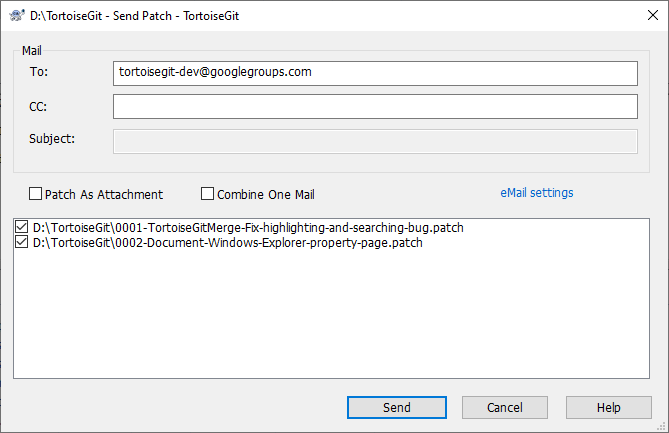 D:\TortoiseGit - Send Patch - TortoiseGit
Mail
To: tortoisegit-dev@googlegroups.com
CC:
Subject:
Patch As Attachment Combine One Mail eMail settings
D:\TortoiseGit\0001-TortoiseGitMerge-Fix-highlighting-and-searching-bug.patch
D:\TortoiseGit\0002-Document-Windows-Explorer-property-page.patch
Send Cancel Help